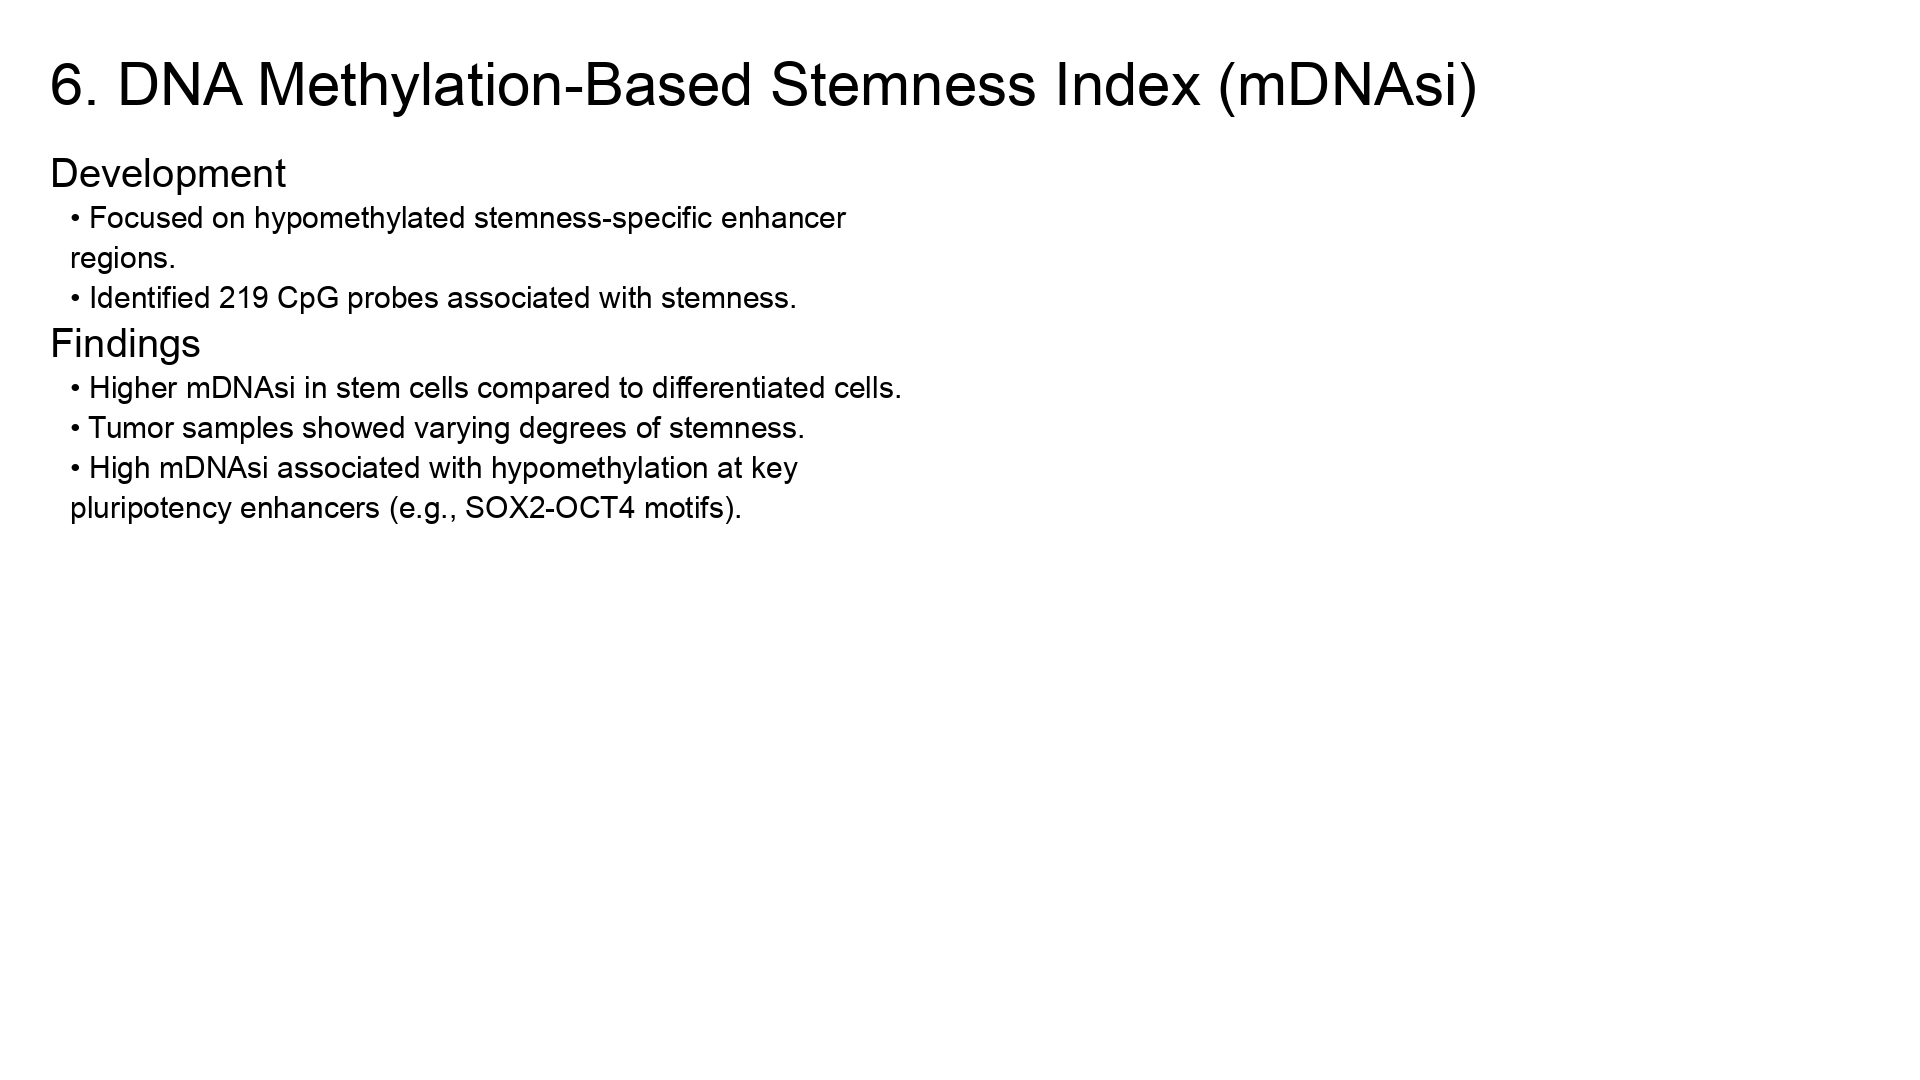 6. DNA Methylation-Based Stemness Index (mDNAsi)
Development
• Focused on hypomethylated stemness-specific enhancer
regions.
• Identified 219 CpG probes associated with stemness.
Findings
• Higher mDNAsi in stem cells compared to differentiated cells.
• Tumor samples showed varying degrees of stemness.
• High mDNAsi associated with hypomethylation at key
pluripotency enhancers (e.g., SOX2-OCT4 motifs).